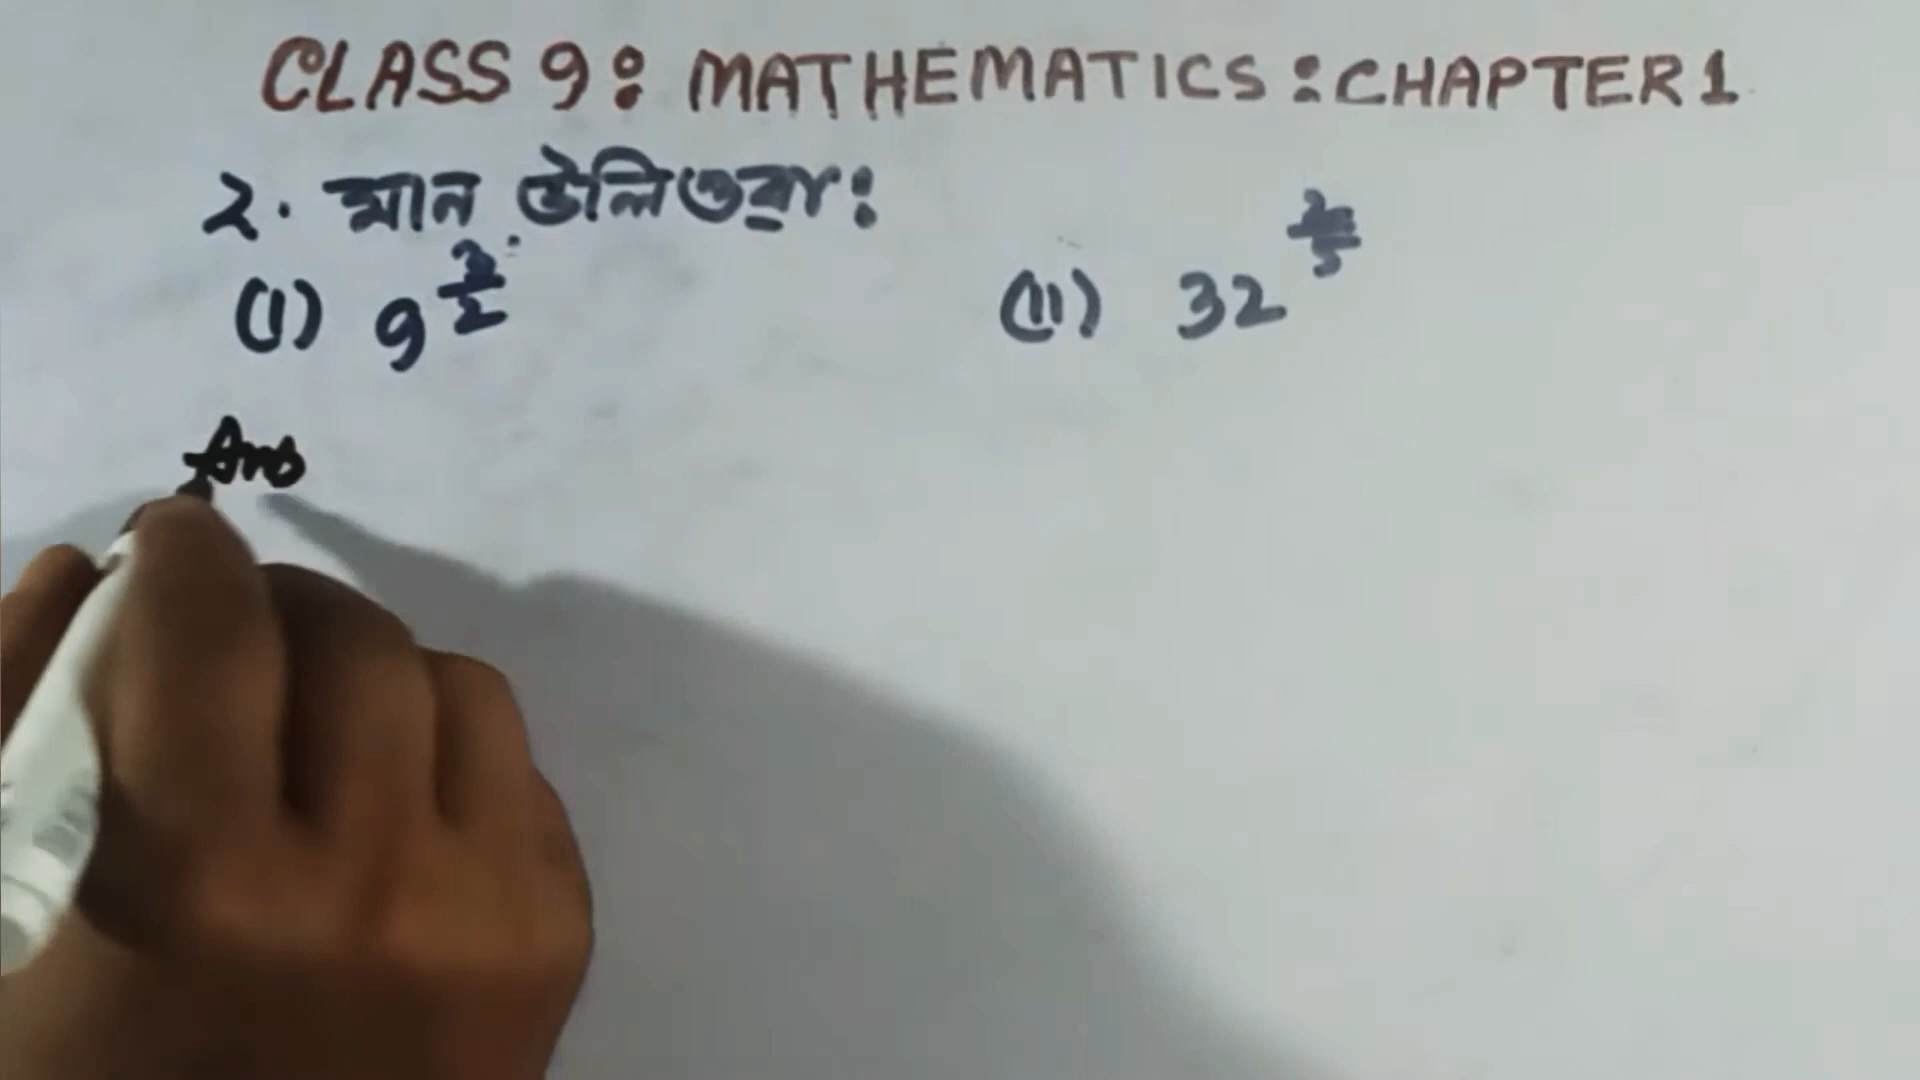 CLASS 9: MATHEMATICS: CHAPTER 1
২. মান উলিওৱা:
(I) 9^(3/2) (II) 32^(2/5)
Ans